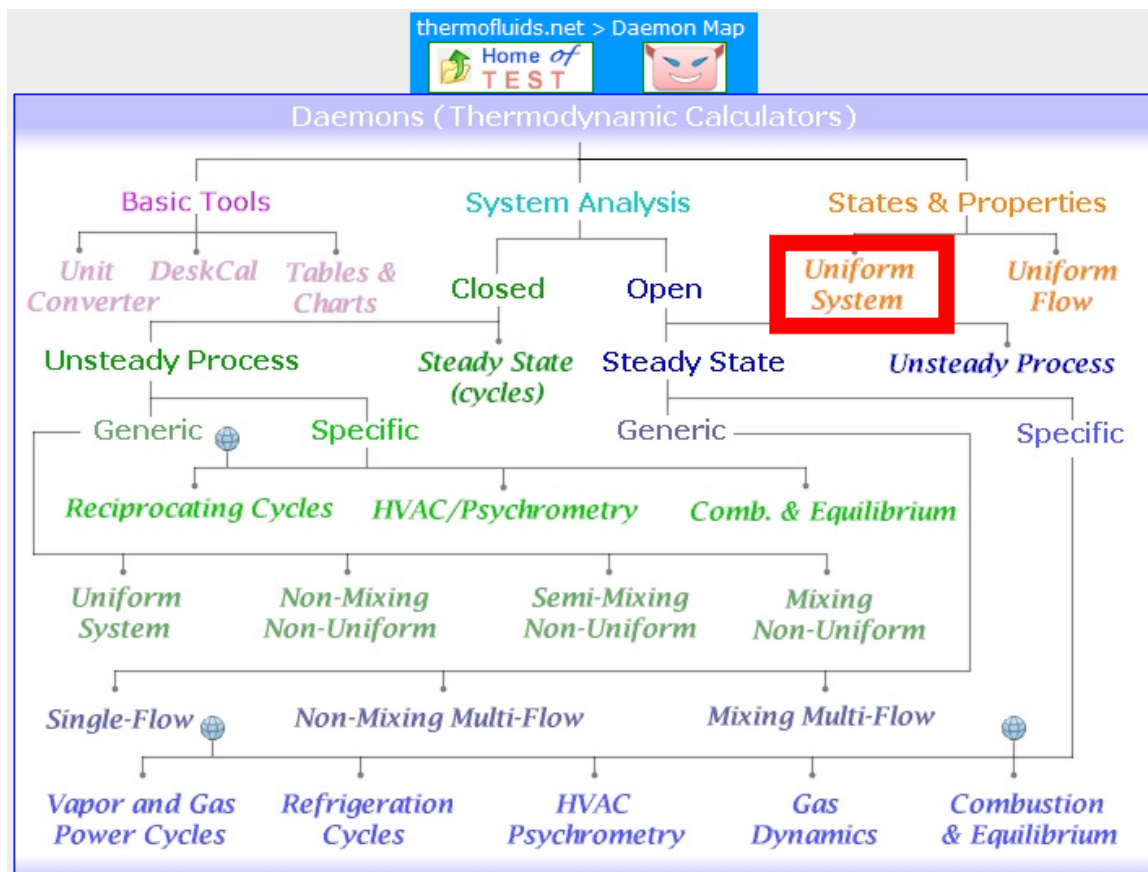 thermofluids.net > Daemon Map
Home of
TEST
Daemons (Thermodynamic Calculators)
Basic Tools
System Analysis
States & Properties
Unit
Converter
DeskCal
Tables &
Charts
Closed
Open
Uniform
System
Uniform
Flow
Unsteady Process
Steady State
(cycles)
Steady State
Unsteady Process
Generic
Specific
Generic
Specific
Reciprocating Cycles
HVAC/Psychrometry
Comb. & Equilibrium
Uniform
System
Non-Mixing
Non-Uniform
Semi-Mixing
Non-Uniform
Mixing
Non-Uniform
Single-Flow
Non-Mixing Multi-Flow
Mixing Multi-Flow
Vapor and Gas
Power Cycles
Refrigeration
Cycles
HVAC
Psychrometry
Gas
Dynamics
Combustion
& Equilibrium